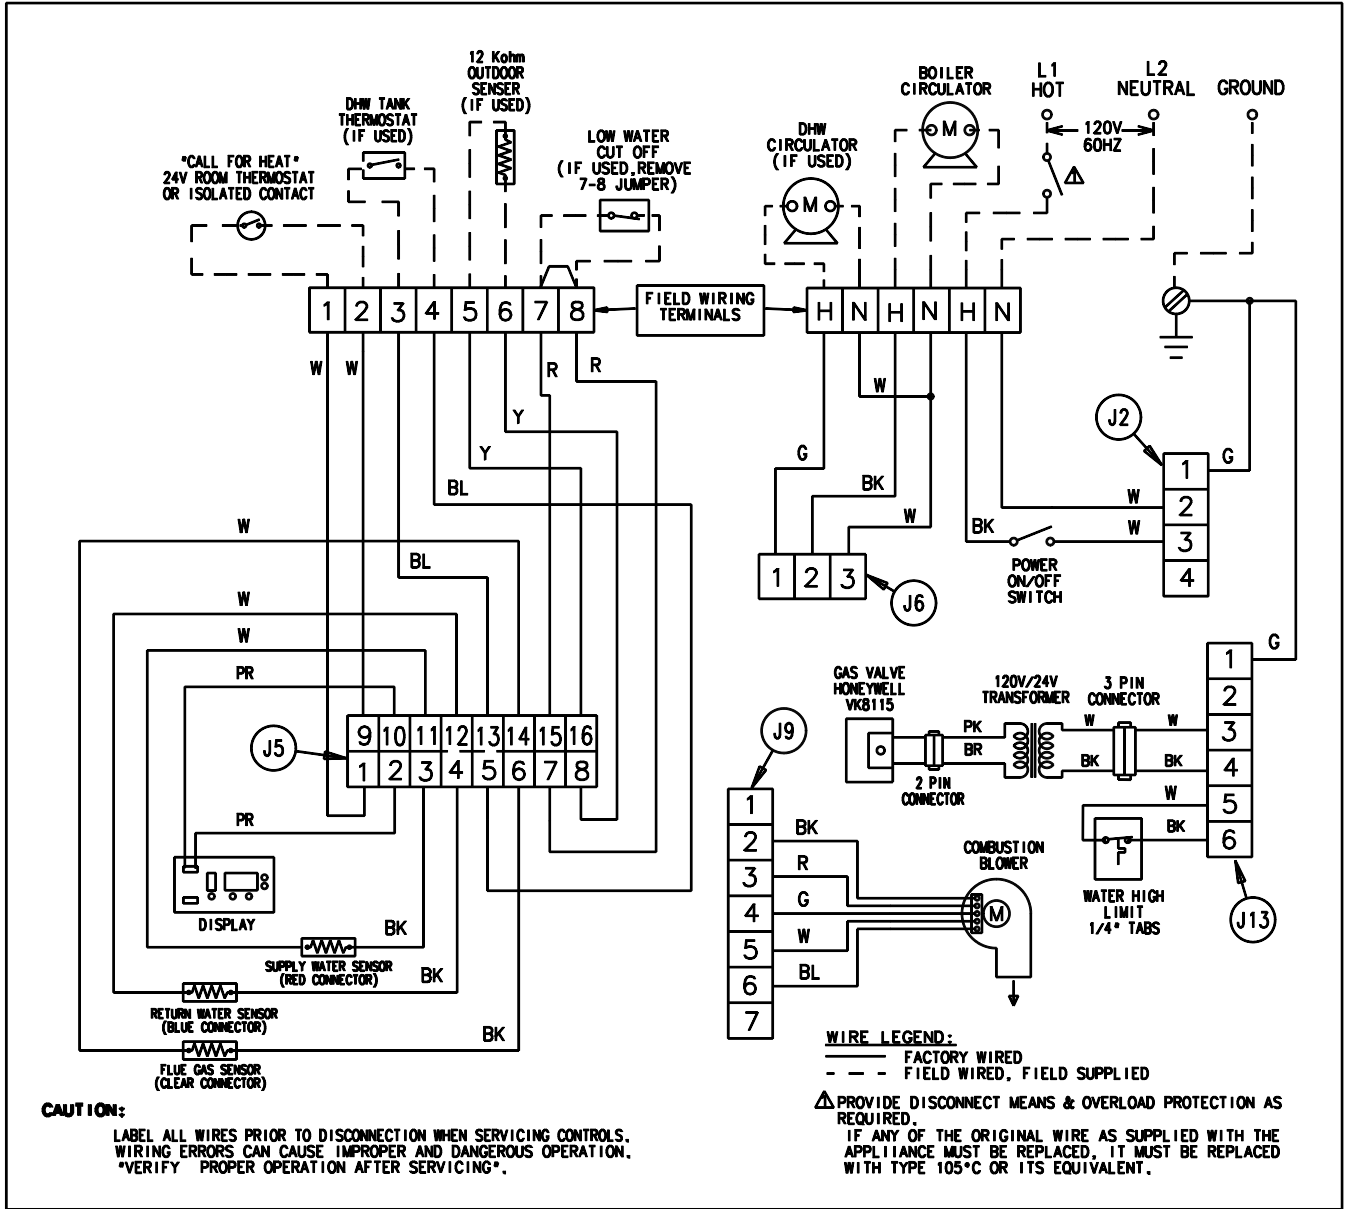 12 Kohm
OUTDOOR
SENSER
(IF USED)
DHW TANK
THERMOSTAT
(IF USED)
"CALL FOR HEAT"
24V ROOM THERMOSTAT
OR ISOLATED CONTACT
LOW WATER
CUT OFF
(IF USED,REMOVE
7-8 JUMPER)
DHW
CIRCULATOR
(IF USED)
M
BOILER
CIRCULATOR
M
L1
HOT
L2
NEUTRAL
GROUND
120V
60HZ
!
1 2 3 4 5 6 7 8
FIELD WIRING
TERMINALS
H N H N H N
W W R R
Y
Y
BL
BL
W
W
W
PR
W
G
BK
W
BK
W
W
G
J2
1
2
3
4
POWER
ON/OFF
SWITCH
1 2 3
J6
J5
9 10 11 12 13 14 15 16
1 2 3 4 5 6 7 8
PR
DISPLAY
BK
SUPPLY WATER SENSOR
(RED CONNECTOR)
BK
RETURN WATER SENSOR
(BLUE CONNECTOR)
BK
FLUE GAS SENSOR
(CLEAR CONNECTOR)
GAS VALVE
HONEYWELL
VK8115
2 PIN
CONNECTOR
PK
BR
120V/24V
TRANSFORMER
3 PIN
CONNECTOR
W
BK
W
BK
W
BK
G
1
2
3
4
5
6
J13
WATER HIGH
LIMIT
1/4" TABS
J9
1
2
3
4
5
6
7
BK
R
G
W
BL
COMBUSTION
BLOWER
M
WIRE LEGEND:
FACTORY WIRED
FIELD WIRED, FIELD SUPPLIED
! PROVIDE DISCONNECT MEANS & OVERLOAD PROTECTION AS
REQUIRED.
IF ANY OF THE ORIGINAL WIRE AS SUPPLIED WITH THE
APPLIIANCE MUST BE REPLACED, IT MUST BE REPLACED
WITH TYPE 105°C OR ITS EQUIVALENT.
CAUTION:
LABEL ALL WIRES PRIOR TO DISCONNECTION WHEN SERVICING CONTROLS.
WIRING ERRORS CAN CAUSE IMPROPER AND DANGEROUS OPERATION.
"VERIFY PROPER OPERATION AFTER SERVICING".